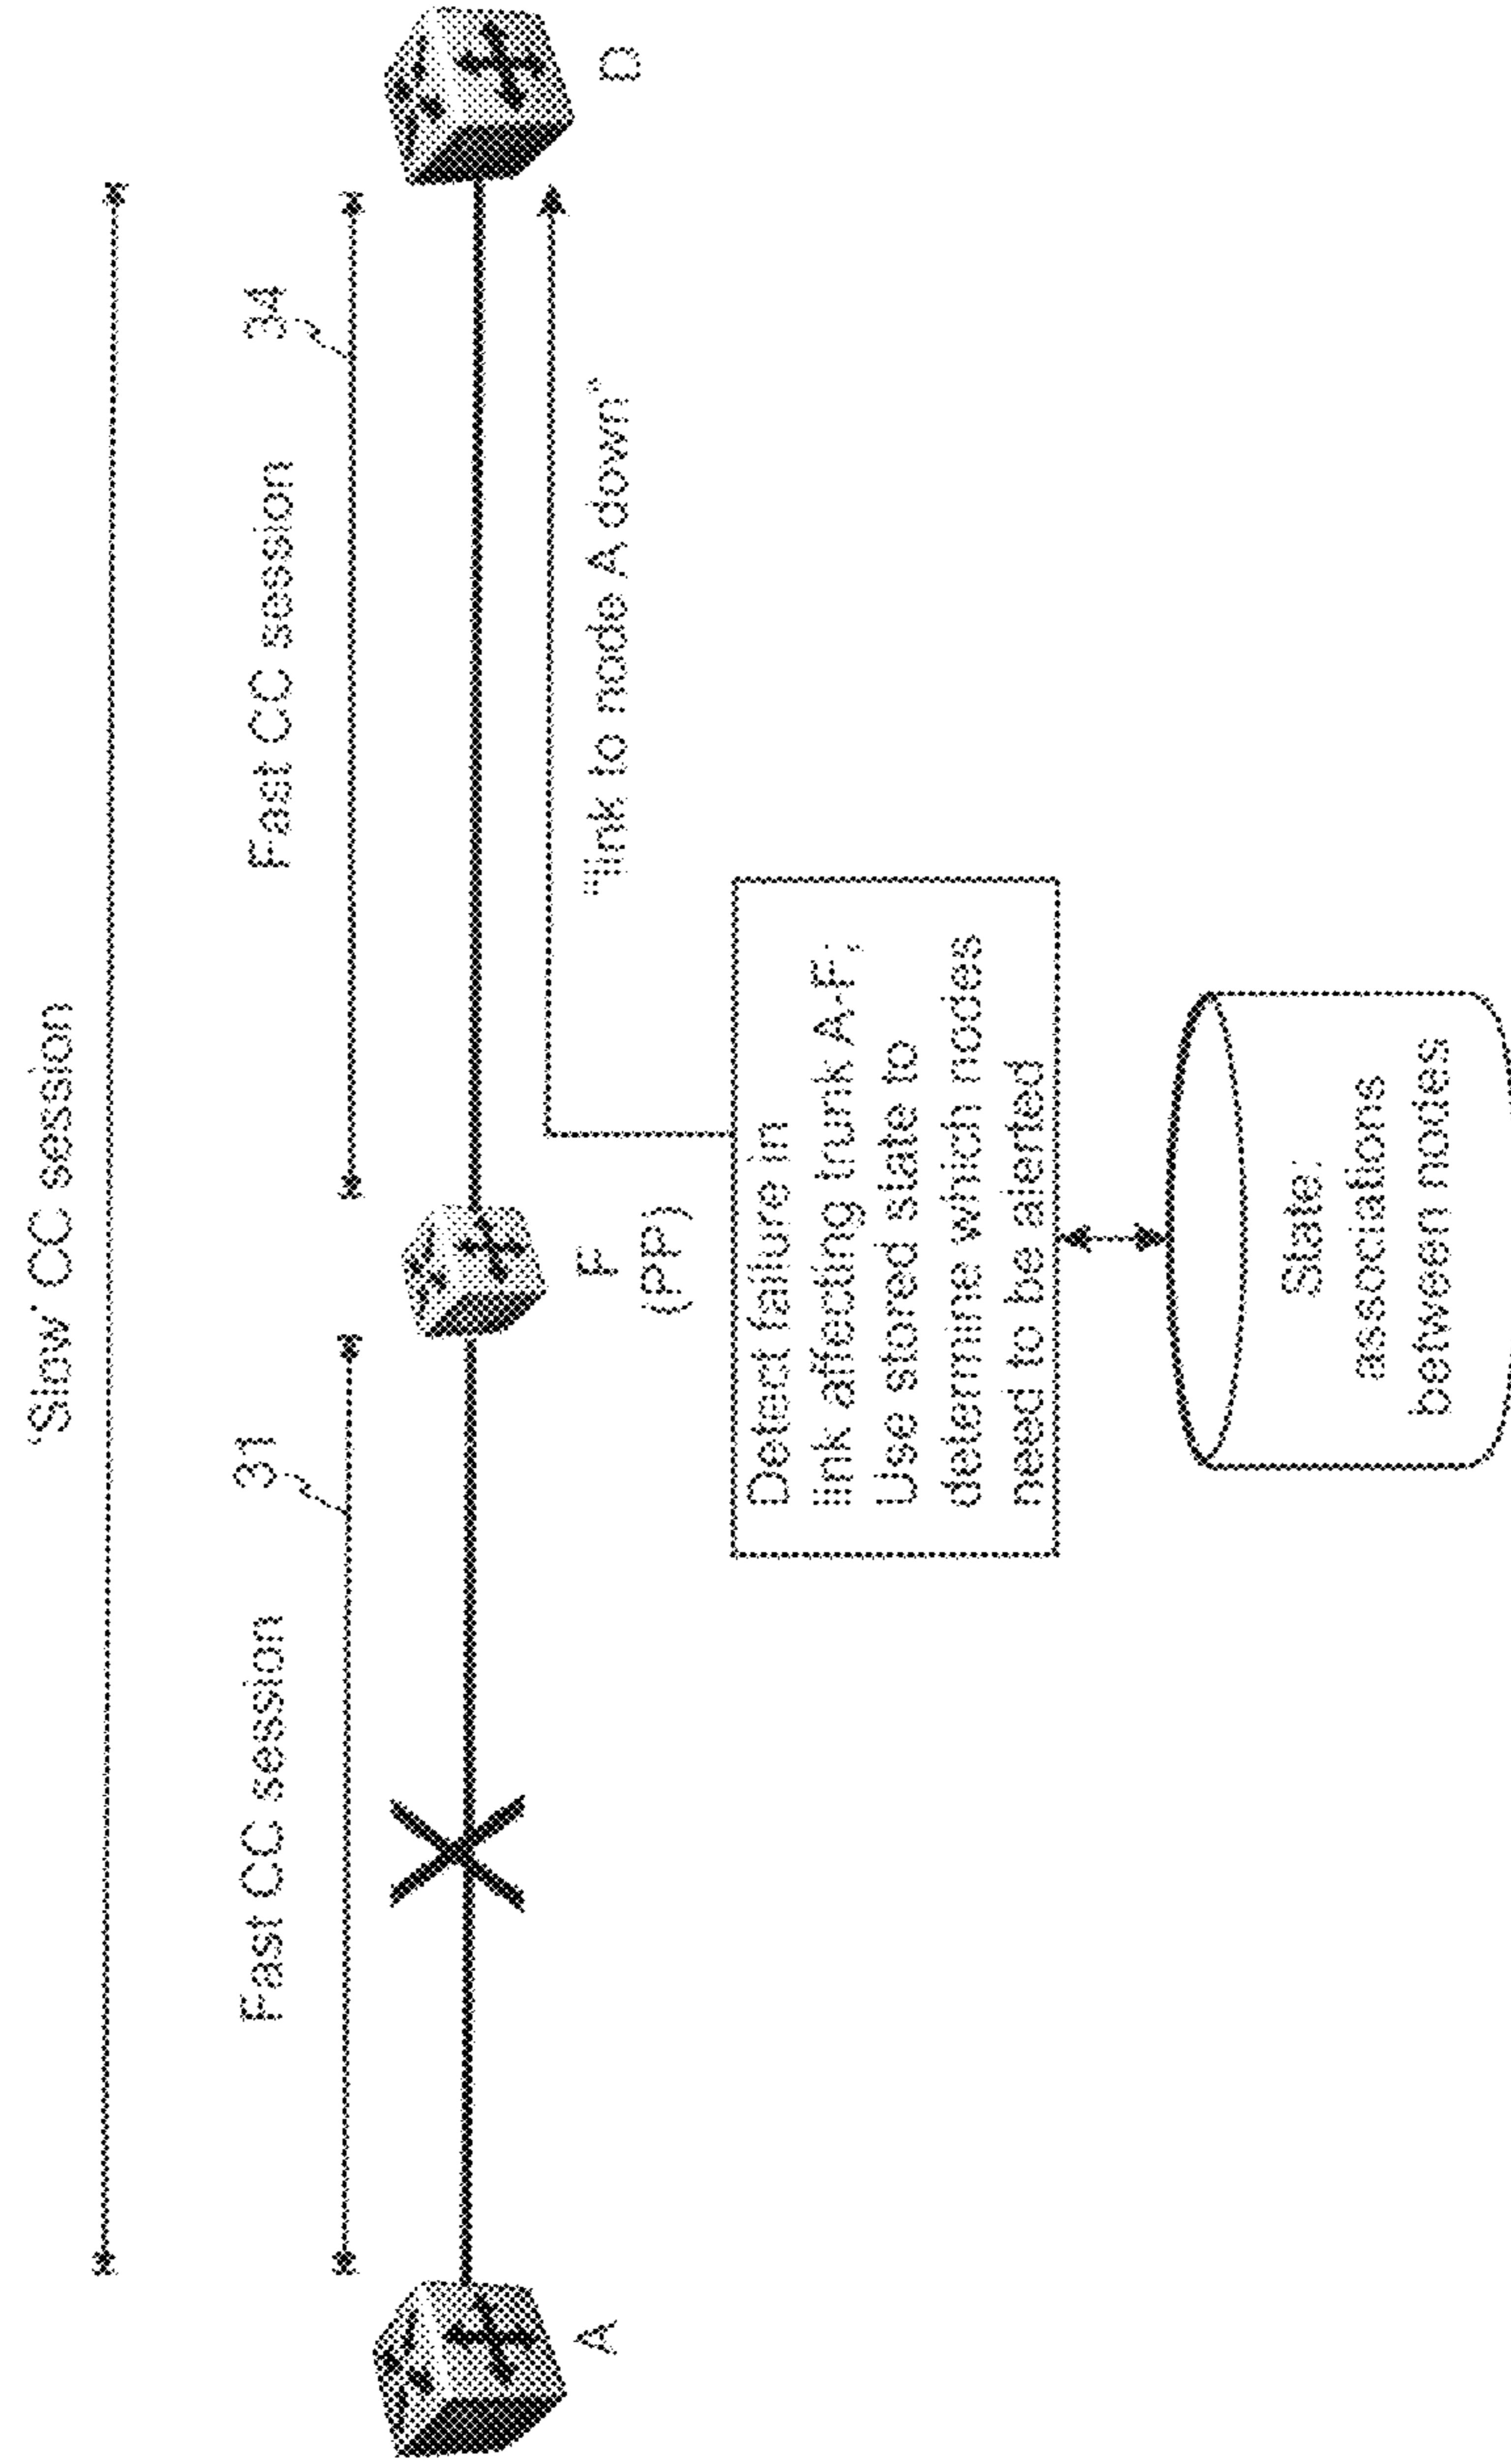 Slow CC session
31
34
Fast CC session
Fast CC session
A
F
(PP)
D
"link to node A down"
Detect failure in
link affecting trunk A-F;
Use stored state to
determine which nodes
need to be alerted
State:
associations
between nodes